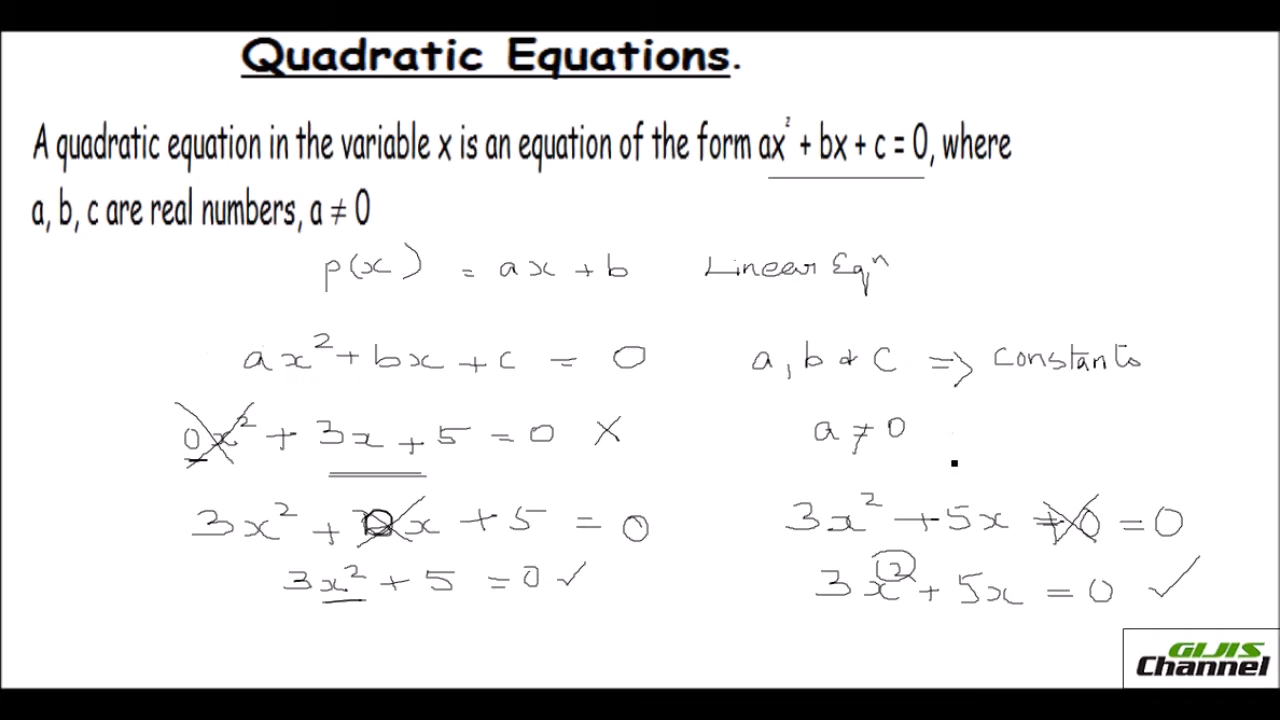 Quadratic Equations.
A quadratic equation in the variable x is an equation of the form ax² + bx + c = 0, where
a, b, c are real numbers, a ≠ 0
p(x) = ax + b Linear Eqⁿ
ax² + bx + c = 0 a, b & c => constants
0x² + 3x + 5 = 0 X a ≠ 0
3x² + 0x + 5 = 0 3x² + 5x + 0 = 0
3x² + 5 = 0 ✓ 3x² + 5x = 0 ✓
GIJIS
Channel